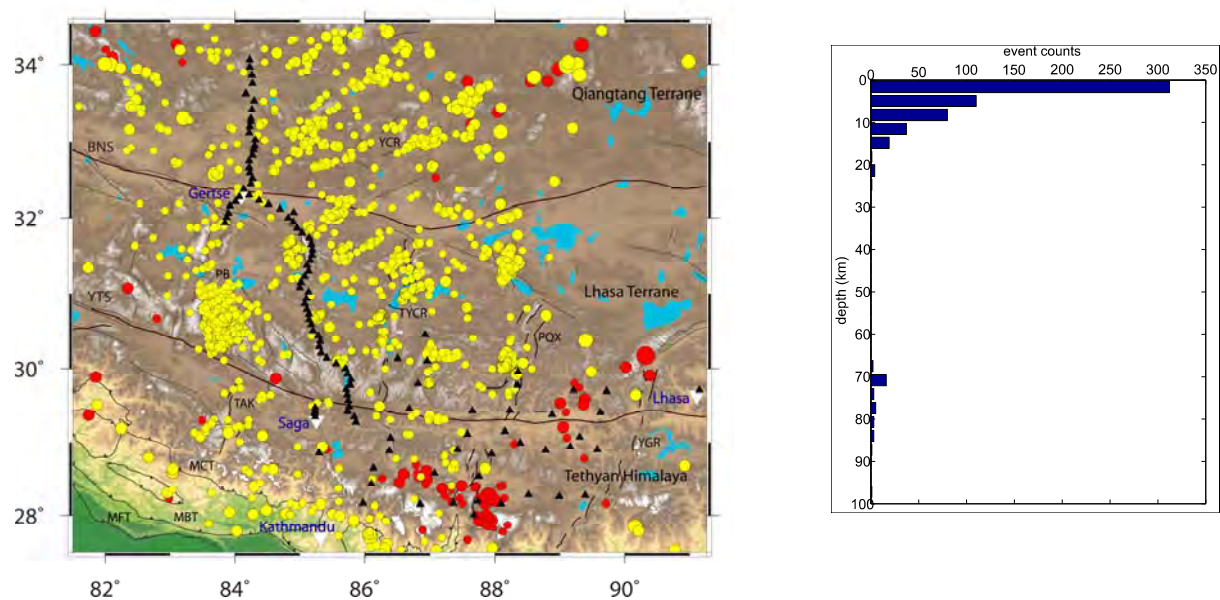 34˚
32˚
30˚
28˚
82˚ 84˚ 86˚ 88˚ 90˚
Qiangtang Terrane
YCR
BNS
Gertse
PB
Lhasa Terrane
YTS
TYCR
PQX
Lhasa
TAK
Saga
YGR
MCT
Tethyan Himalaya
MFT
MBT
Kathmandu
event counts
0 50 100 150 200 250 300 350
0
10
20
30
40
50
60
70
80
90
100
depth (km)